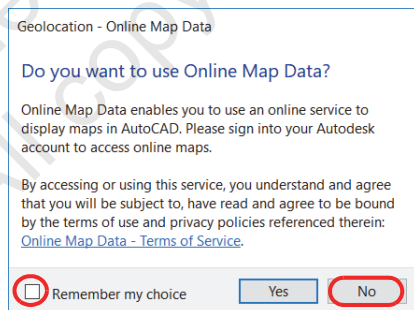 Geolocation - Online Map Data
Do you want to use Online Map Data?
Online Map Data enables you to use an online service to
display maps in AutoCAD. Please sign into your Autodesk
account to access online maps.
By accessing or using this service, you understand and agree
that you will be subject to, have read and agree to be bound
by the terms of use and privacy policies referenced therein:
Online Map Data - Terms of Service.
Remember my choice
Yes
No